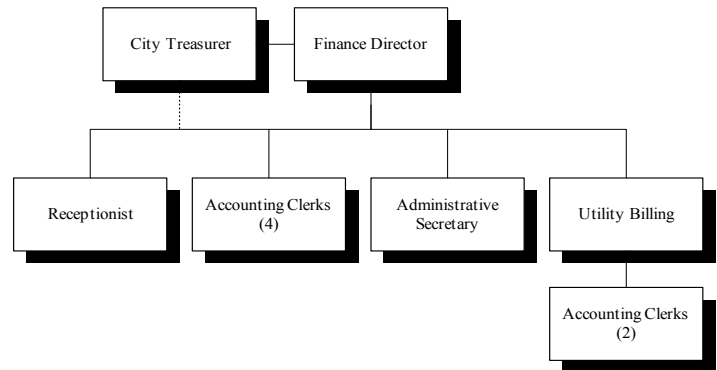 City Treasurer
Finance Director
Receptionist
Accounting Clerks
(4)
Administrative
Secretary
Utility Billing
Accounting Clerks
(2)